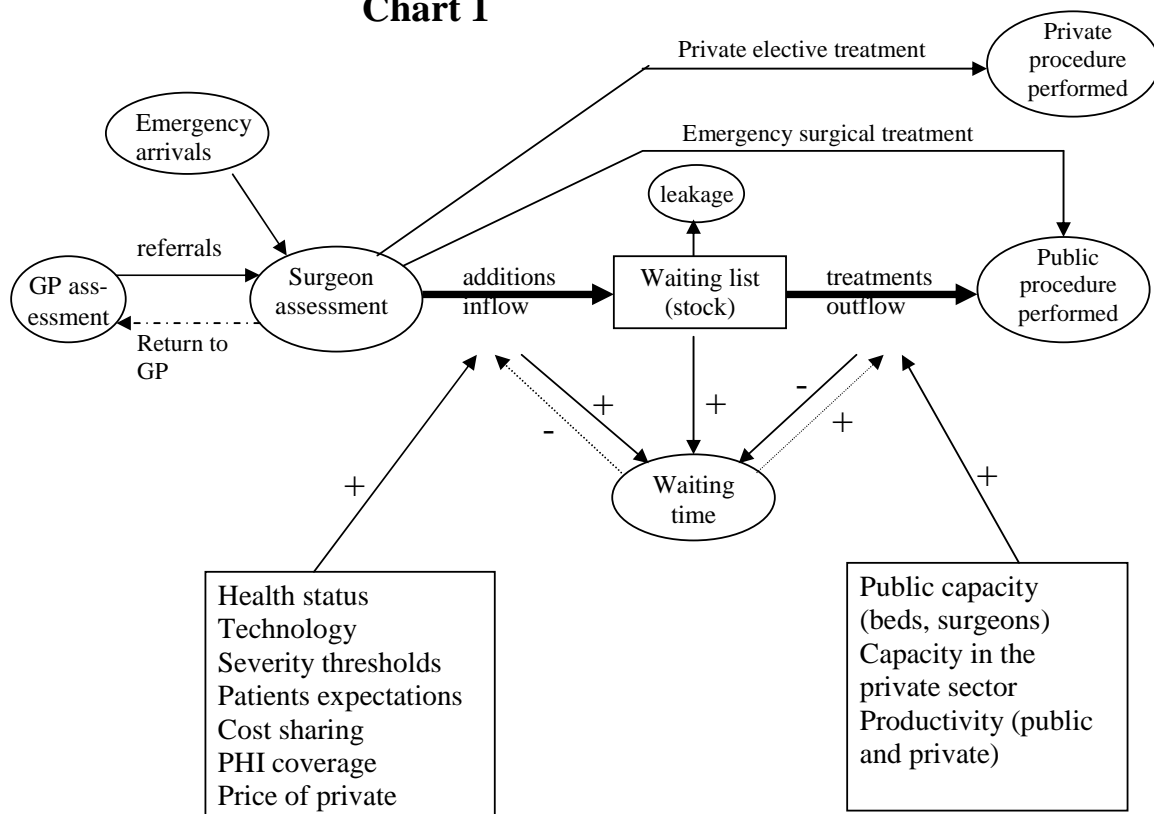 Chart 1
Private elective treatment
Private
procedure
performed
Emergency
arrivals
Emergency surgical treatment
leakage
referrals
GP ass-
essment
Surgeon
assessment
additions
inflow
Waiting list
(stock)
treatments
outflow
Public
procedure
performed
Return to
GP
+
-
+
-
+
+
+
Waiting
time
Health status
Technology
Severity thresholds
Patients expectations
Cost sharing
PHI coverage
Price of private
Public capacity
(beds, surgeons)
Capacity in the
private sector
Productivity (public
and private)